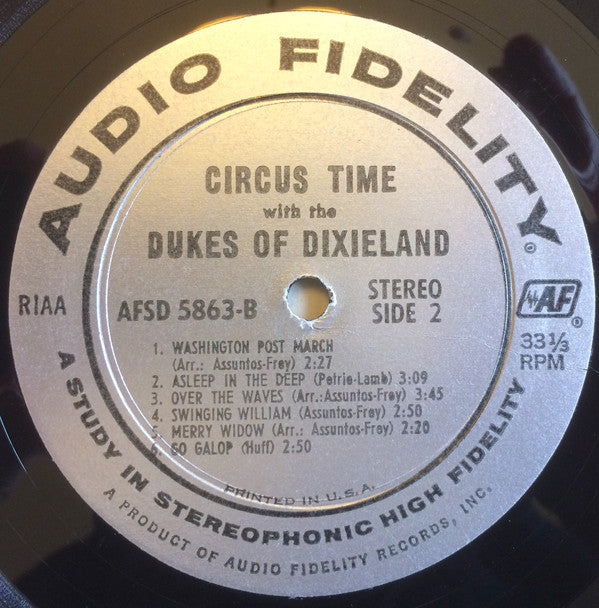 AUDIO FIDELITY®
CIRCUS TIME
with the
DUKES OF DIXIELAND
RIAA
AFSD 5863-B
STEREO
SIDE 2
AF®
33⅓
RPM
1. WASHINGTON POST MARCH
(Arr.: Assuntos-Frey) 2:27
2. ASLEEP IN THE DEEP (Petrie-Lamb) 3:09
3. OVER THE WAVES (Arr.:Assuntos-Frey) 3:45
4. SWINGING WILLIAM (Assuntos-Frey) 2:50
5. MERRY WIDOW (Arr.: Assuntos-Frey) 2:20
6. GO GALOP (Huff) 2:50
PRINTED IN U.S.A.
A STUDY IN STEREOPHONIC HIGH FIDELITY
A PRODUCT OF AUDIO FIDELITY RECORDS, INC.